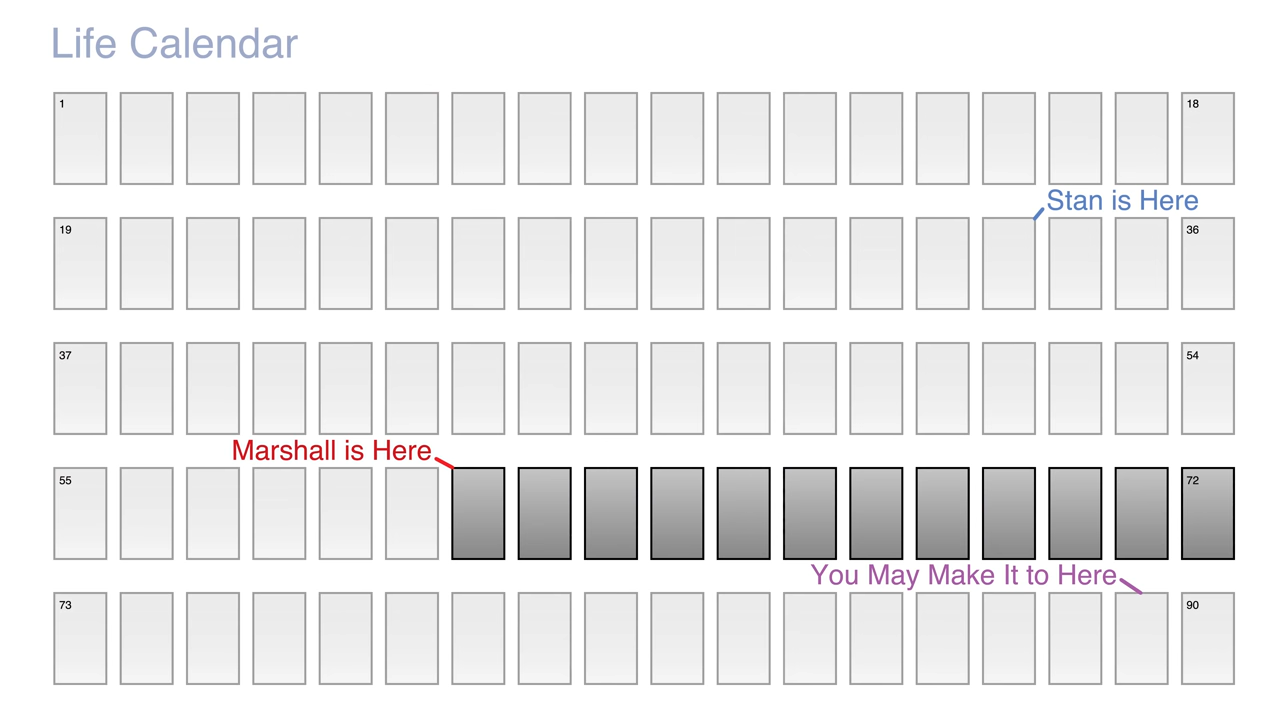 Life Calendar
1
18
Stan is Here
19
36
37
54
Marshall is Here
55
72
You May Make It to Here
73
90